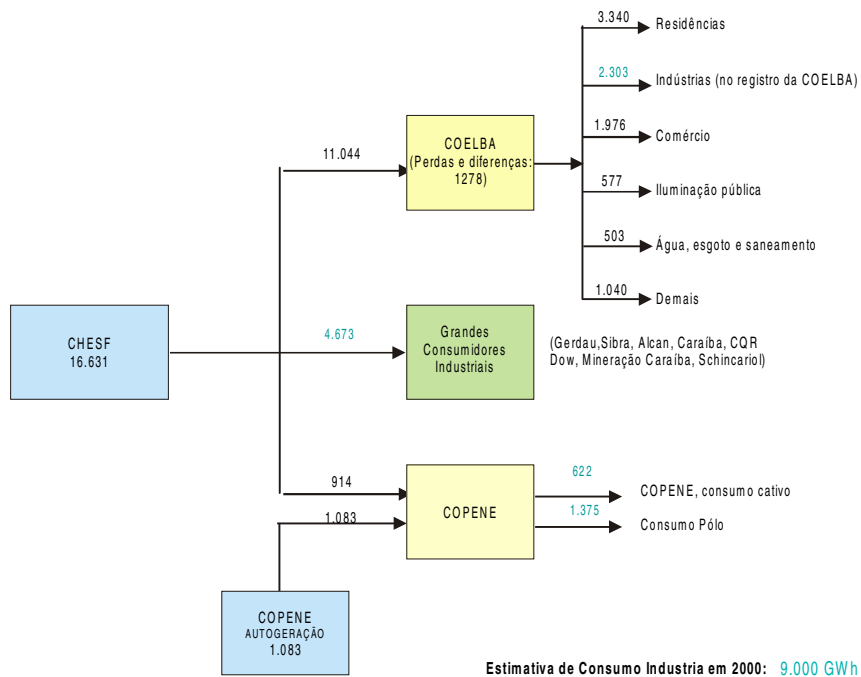 3.340
Residências
2.303
Indústrias (no registro da COELBA)
1.976
Comércio
577
Iluminação pública
503
Água, esgoto e saneamento
1.040
Demais
11.044
COELBA
(Perdas e diferenças:
1278)
CHESF
16.631
4.673
Grandes
Consumidores
Industriais
(Gerdau,Sibra, Alcan, Caraíba, CQR
Dow, Mineração Caraíba, Schincariol)
914
1.083
COPENE
622
COPENE, consumo cativo
1.375
Consumo Pólo
COPENE
AUTOGERAÇÃO
1.083
Estimativa de Consumo Industria em 2000: 9.000 GWh